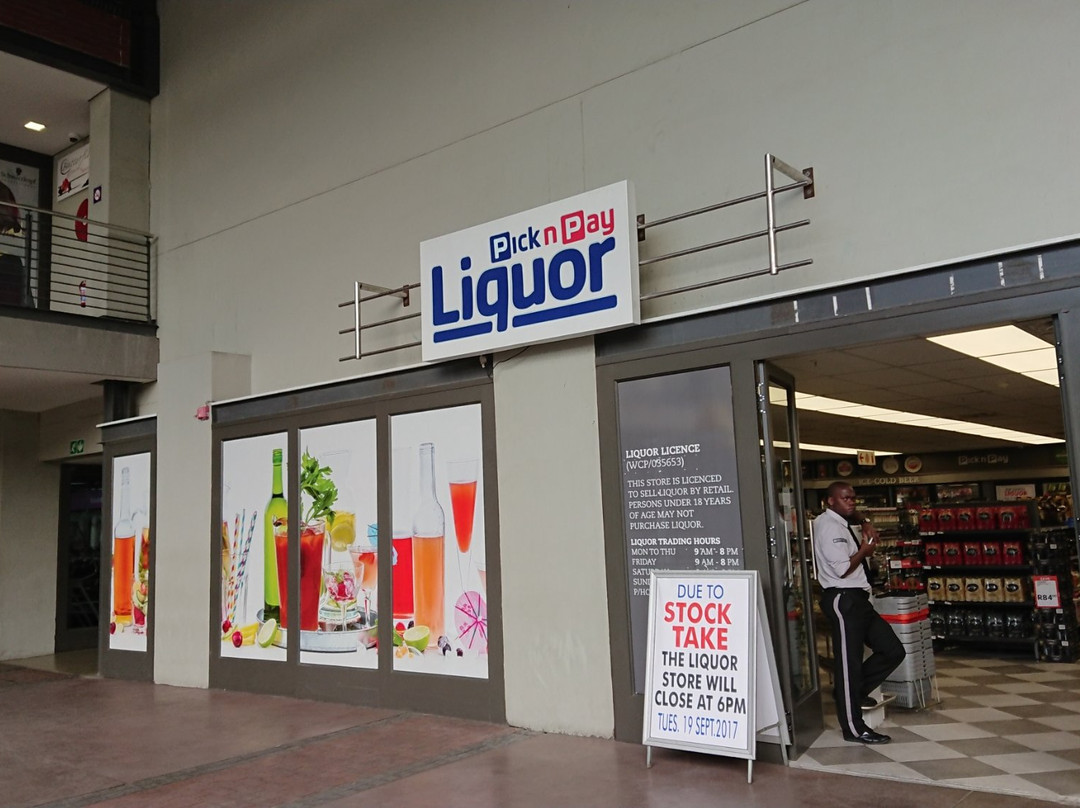 Pick n Pay
Liquor
LIQUOR LICENCE
(WCP/035653)
THIS STORE IS LICENCED
TO SELL LIQUOR BY RETAIL.
PERSONS UNDER 18 YEARS
OF AGE MAY NOT
PURCHASE LIQUOR.
LIQUOR TRADING HOURS
MON TO THU 9 AM - 8 PM
FRIDAY 9 AM - 8 PM
DUE TO
STOCK
TAKE
THE LIQUOR
STORE WILL
CLOSE AT 6PM
TUES. 19 SEPT.2017
ICE-COLD BEER
Pick n Pay
R84